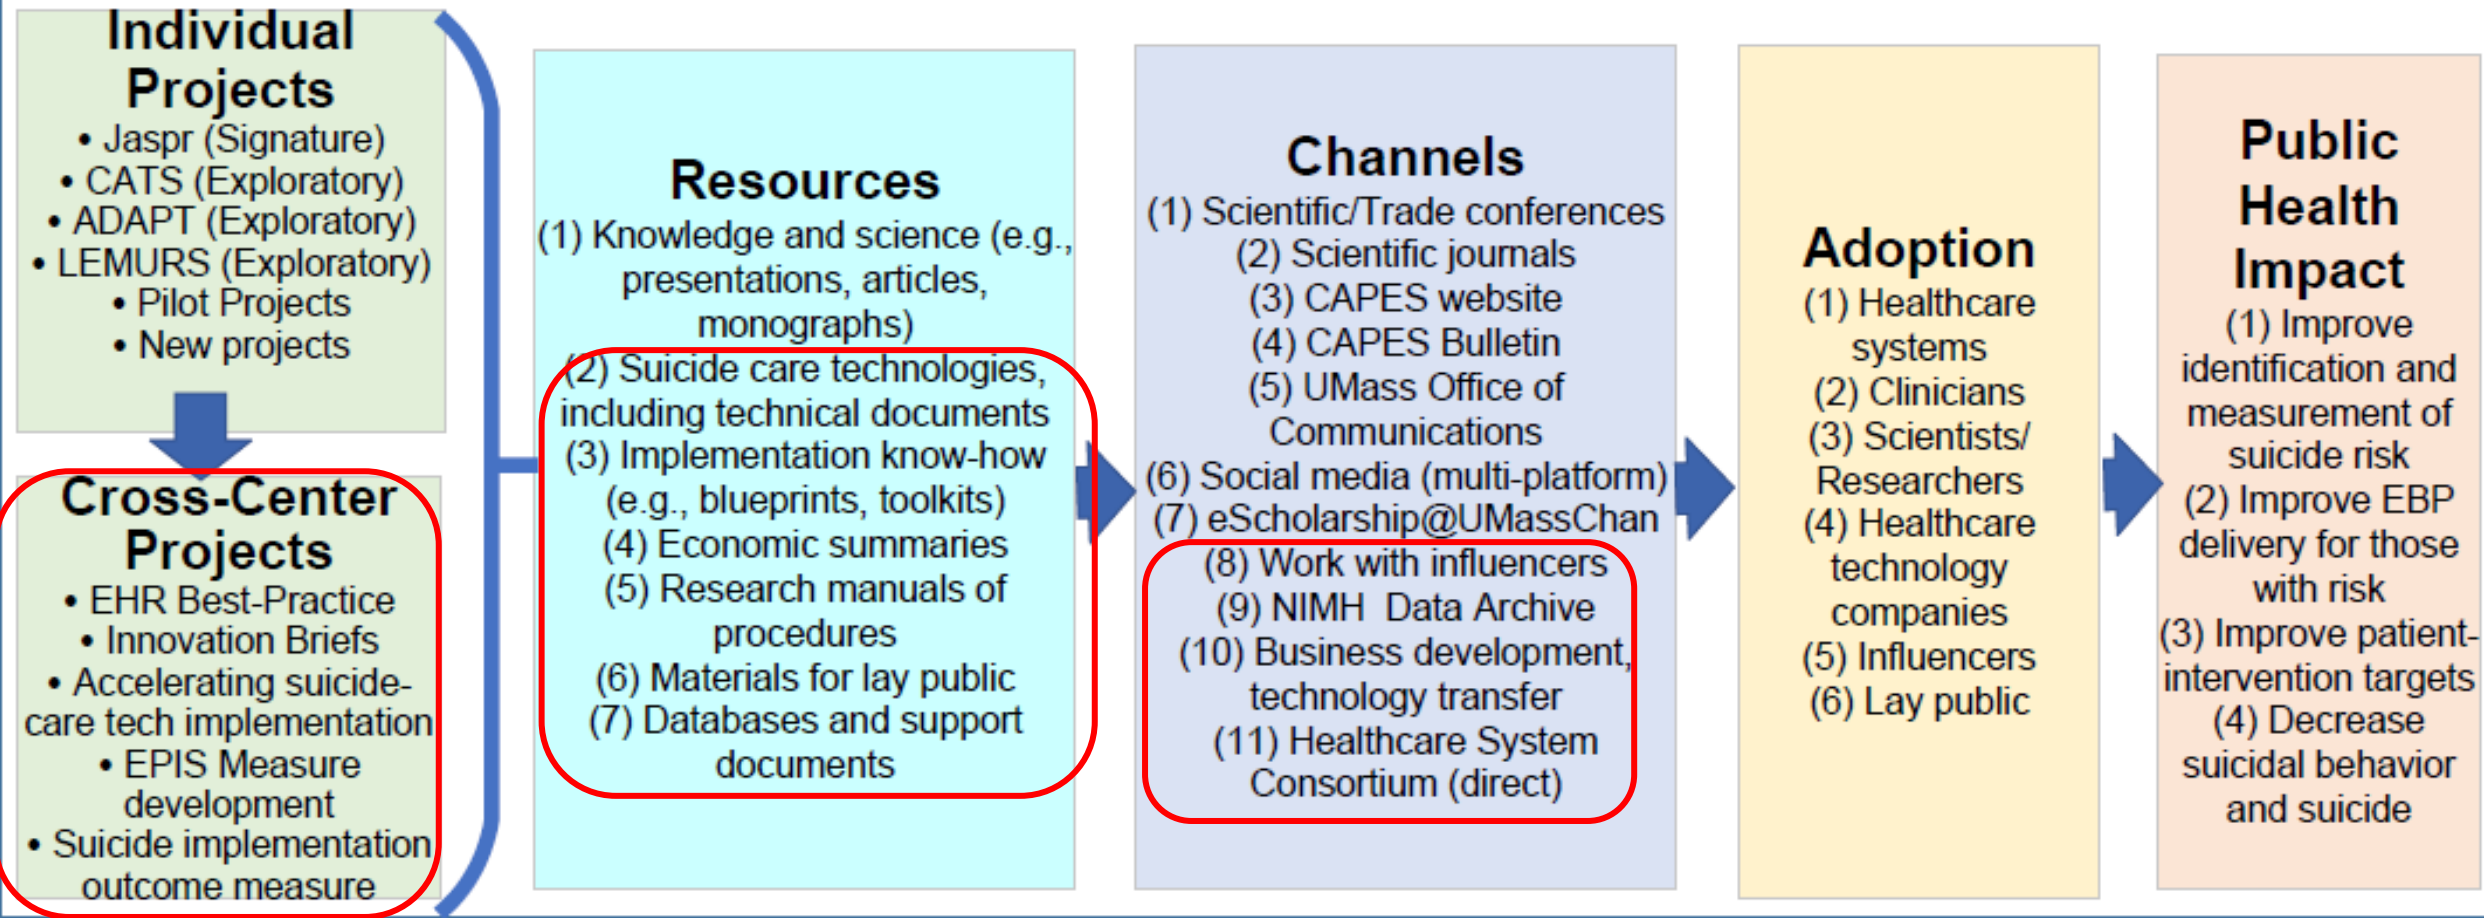 Individual
Projects
• Jaspr (Signature)
• CATS (Exploratory)
• ADAPT (Exploratory)
• LEMURS (Exploratory)
• Pilot Projects
• New projects
Cross-Center
Projects
• EHR Best-Practice
• Innovation Briefs
• Accelerating suicide-
care tech implementation
• EPIS Measure
development
• Suicide implementation
outcome measure
Resources
(1) Knowledge and science (e.g.,
presentations, articles,
monographs)
(2) Suicide care technologies,
including technical documents
(3) Implementation know-how
(e.g., blueprints, toolkits)
(4) Economic summaries
(5) Research manuals of
procedures
(6) Materials for lay public
(7) Databases and support
documents
Channels
(1) Scientific/Trade conferences
(2) Scientific journals
(3) CAPES website
(4) CAPES Bulletin
(5) UMass Office of
Communications
(6) Social media (multi-platform)
(7) eScholarship@UMassChan
(8) Work with influencers
(9) NIMH Data Archive
(10) Business development,
technology transfer
(11) Healthcare System
Consortium (direct)
Adoption
(1) Healthcare
systems
(2) Clinicians
(3) Scientists/
Researchers
(4) Healthcare
technology
companies
(5) Influencers
(6) Lay public
Public
Health
Impact
(1) Improve
identification and
measurement of
suicide risk
(2) Improve EBP
delivery for those
with risk
(3) Improve patient-
intervention targets
(4) Decrease
suicidal behavior
and suicide